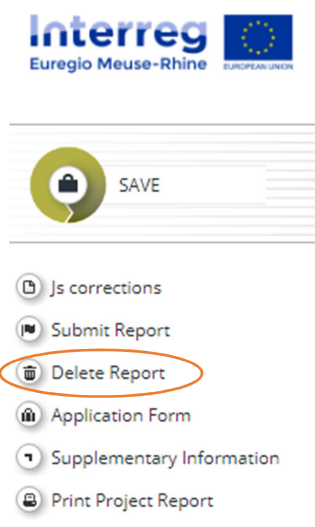 Interreg
Euregio Meuse-Rhine
EUROPEAN UNION
SAVE
Js corrections
Submit Report
Delete Report
Application Form
Supplementary Information
Print Project Report